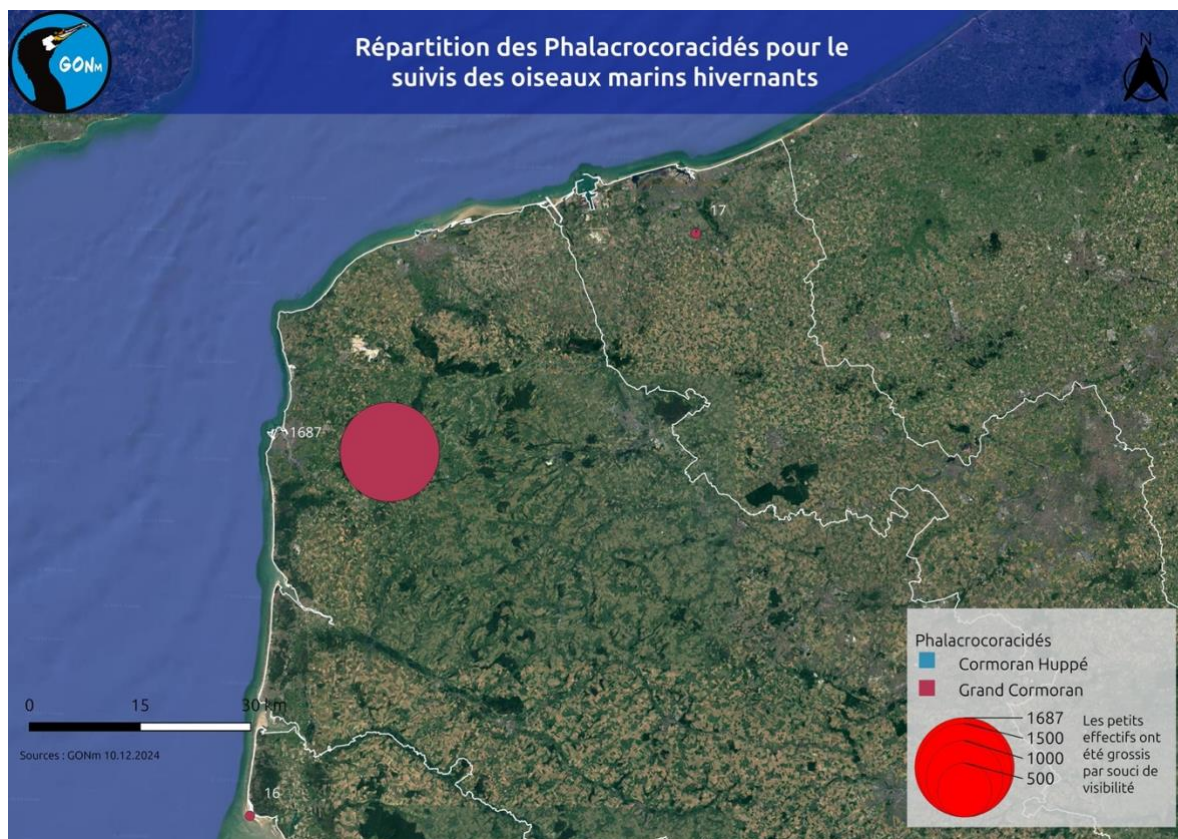 GONm
Répartition des Phalacrocoracidés pour le
suivis des oiseaux marins hivernants
N
17
1687
16
0 15 30 km
Sources : GONm 10.12.2024
Phalacrocoracidés
Cormoran Huppé
Grand Cormoran
1687
1500
1000
500
Les petits
effectifs ont
été grossis
par souci de
visibilité